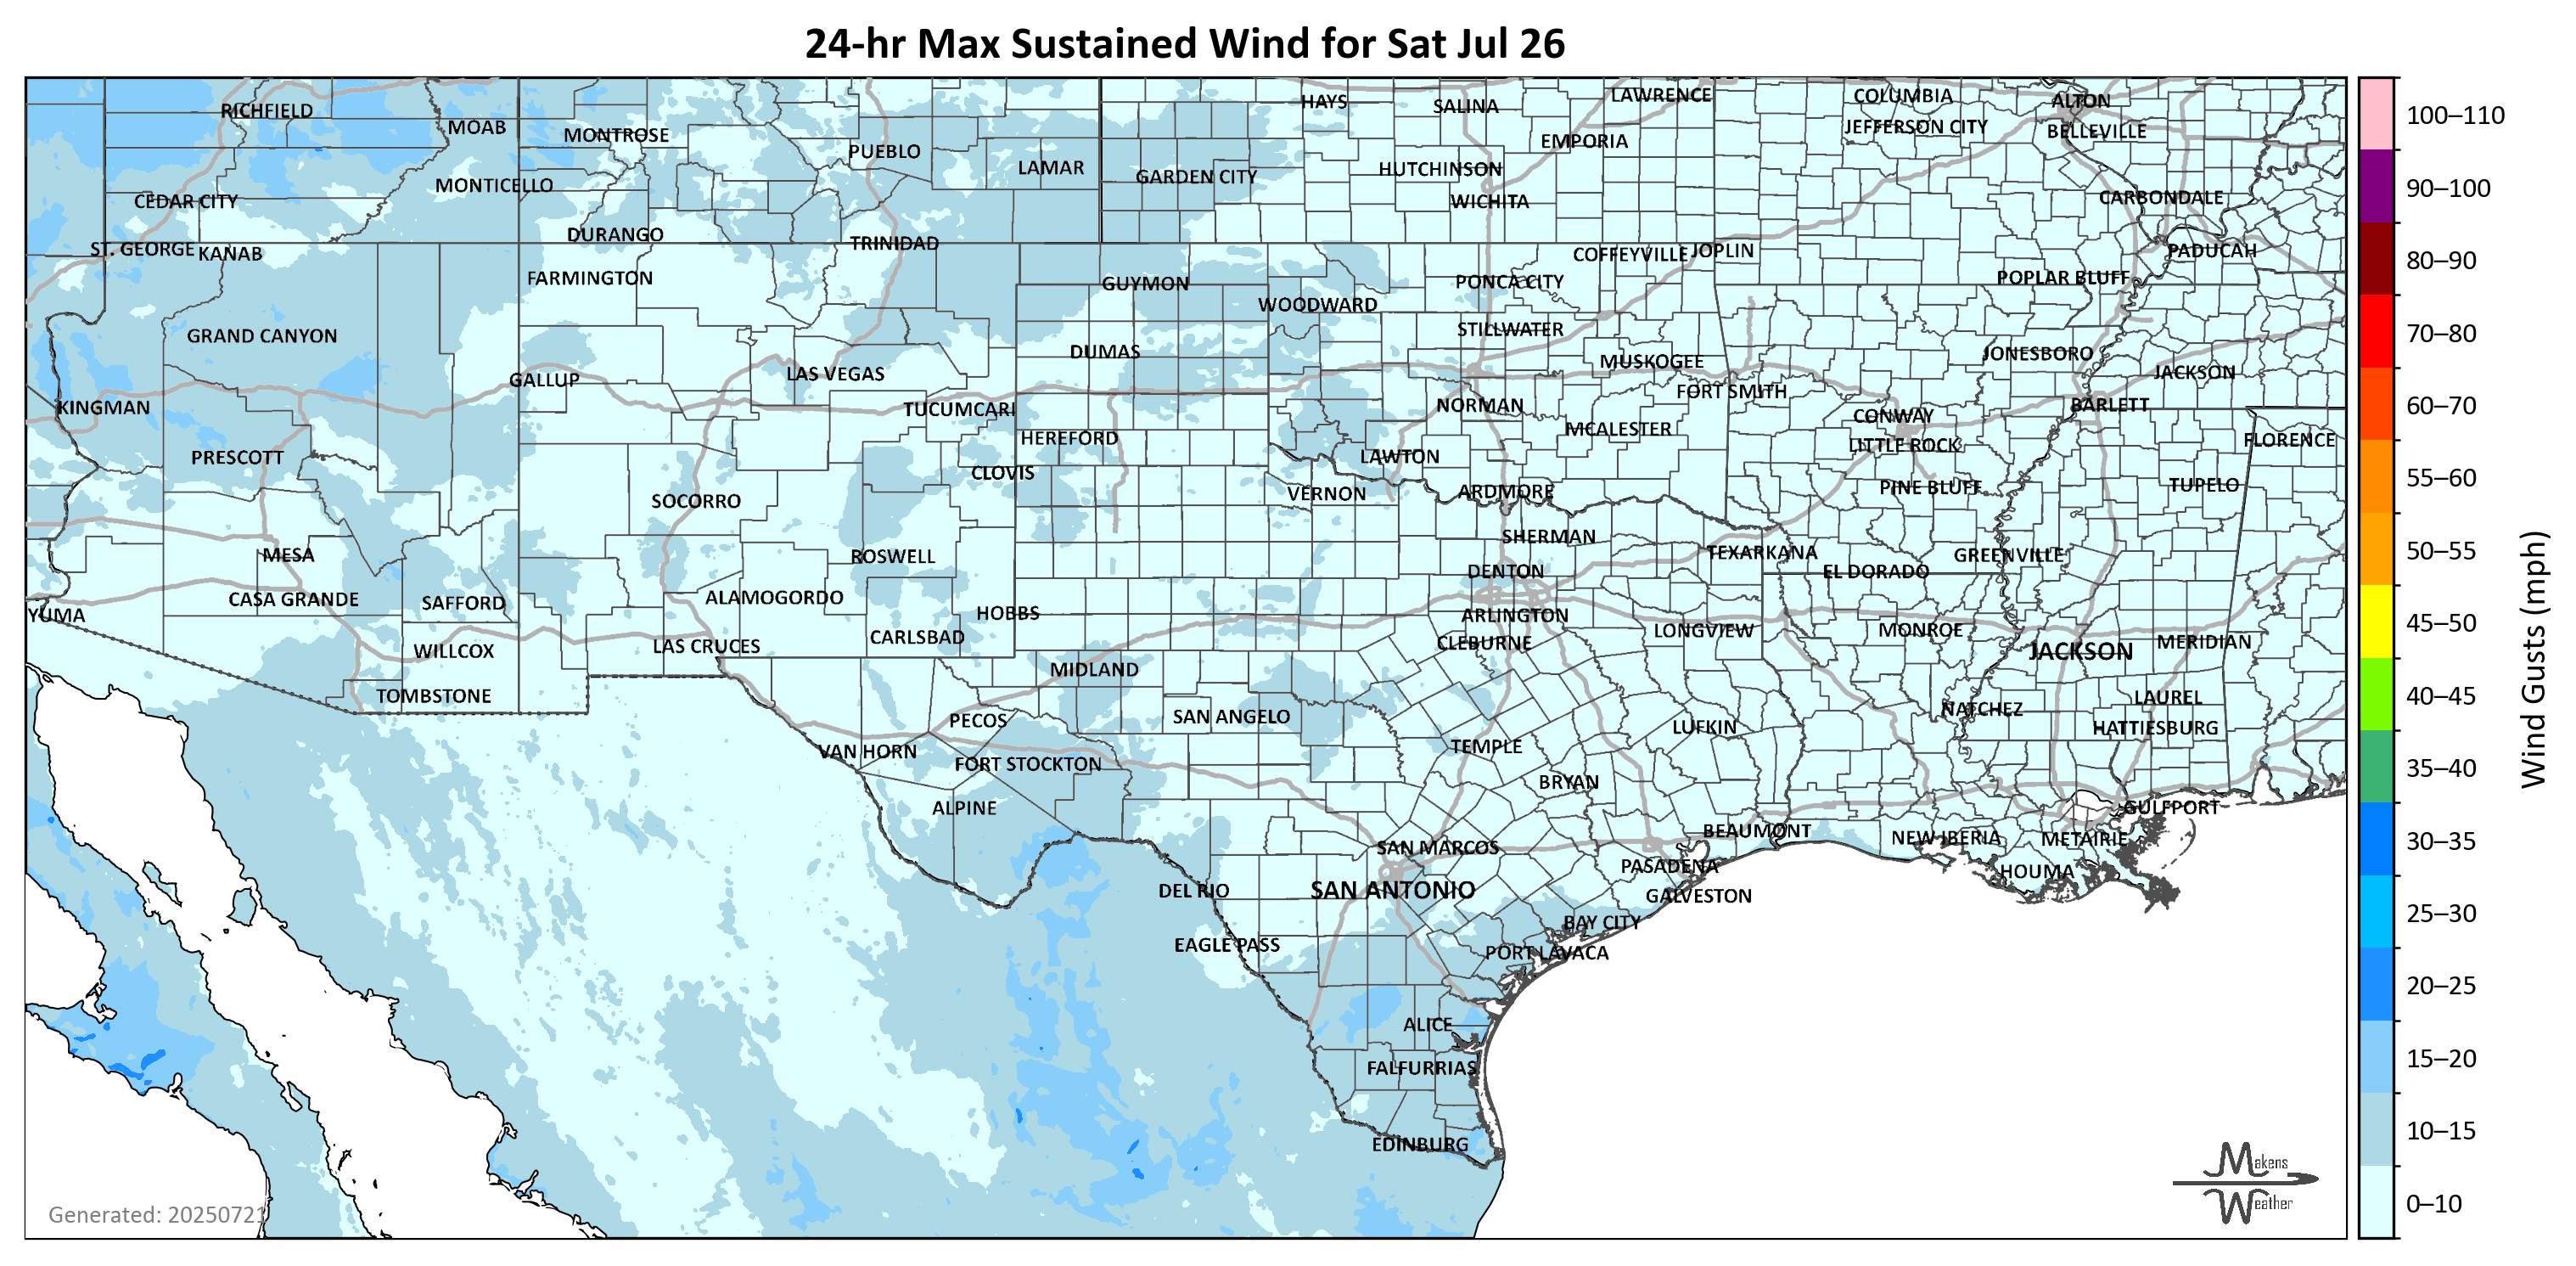 24-hr Max Sustained Wind for Sat Jul 26
RICHFIELD
MOAB
MONTROSE
PUEBLO
LAMAR
GARDEN CITY
HAYS
SALINA
LAWRENCE
EMPORIA
HUTCHINSON
WICHITA
COLUMBIA
JEFFERSON CITY
ALTON
BELLEVILLE
CARBONDALE
CEDAR CITY
MONTICELLO
DURANGO
TRINIDAD
ST. GEORGE
KANAB
FARMINGTON
GUYMON
WOODWARD
PONCA CITY
COFFEYVILLE
JOPLIN
POPLAR BLUFF
PADUCAH
GRAND CANYON
DUMAS
STILLWATER
MUSKOGEE
JONESBORO
JACKSON
GALLUP
LAS VEGAS
FORT SMITH
KINGMAN
TUCUMCARI
NORMAN
CONWAY
BARLETT
HEREFORD
MCALESTER
LITTLE ROCK
FLORENCE
PRESCOTT
CLOVIS
LAWTON
SOCORRO
VERNON
ARDMORE
PINE BLUFF
TUPELO
MESA
ROSWELL
SHERMAN
TEXARKANA
GREENVILLE
DENTON
EL DORADO
YUMA
CASA GRANDE
SAFFORD
ALAMOGORDO
HOBBS
ARLINGTON
CARLSBAD
CLEBURNE
LONGVIEW
MONROE
JACKSON
MERIDIAN
WILLCOX
LAS CRUCES
MIDLAND
TOMBSTONE
PECOS
SAN ANGELO
NATCHEZ
LAUREL
HATTIESBURG
VAN HORN
FORT STOCKTON
TEMPLE
LUFKIN
BRYAN
ALPINE
GULFPORT
BEAUMONT
NEW IBERIA
METAIRIE
SAN MARCOS
PASADENA
HOUMA
DEL RIO
SAN ANTONIO
GALVESTON
EAGLE PASS
BAY CITY
PORT LAVACA
ALICE
FALFURRIAS
EDINBURG
Generated: 20250721
Makens
Weather
100–110
90–100
80–90
70–80
60–70
55–60
50–55
45–50
40–45
35–40
30–35
25–30
20–25
15–20
10–15
0–10
Wind Gusts (mph)